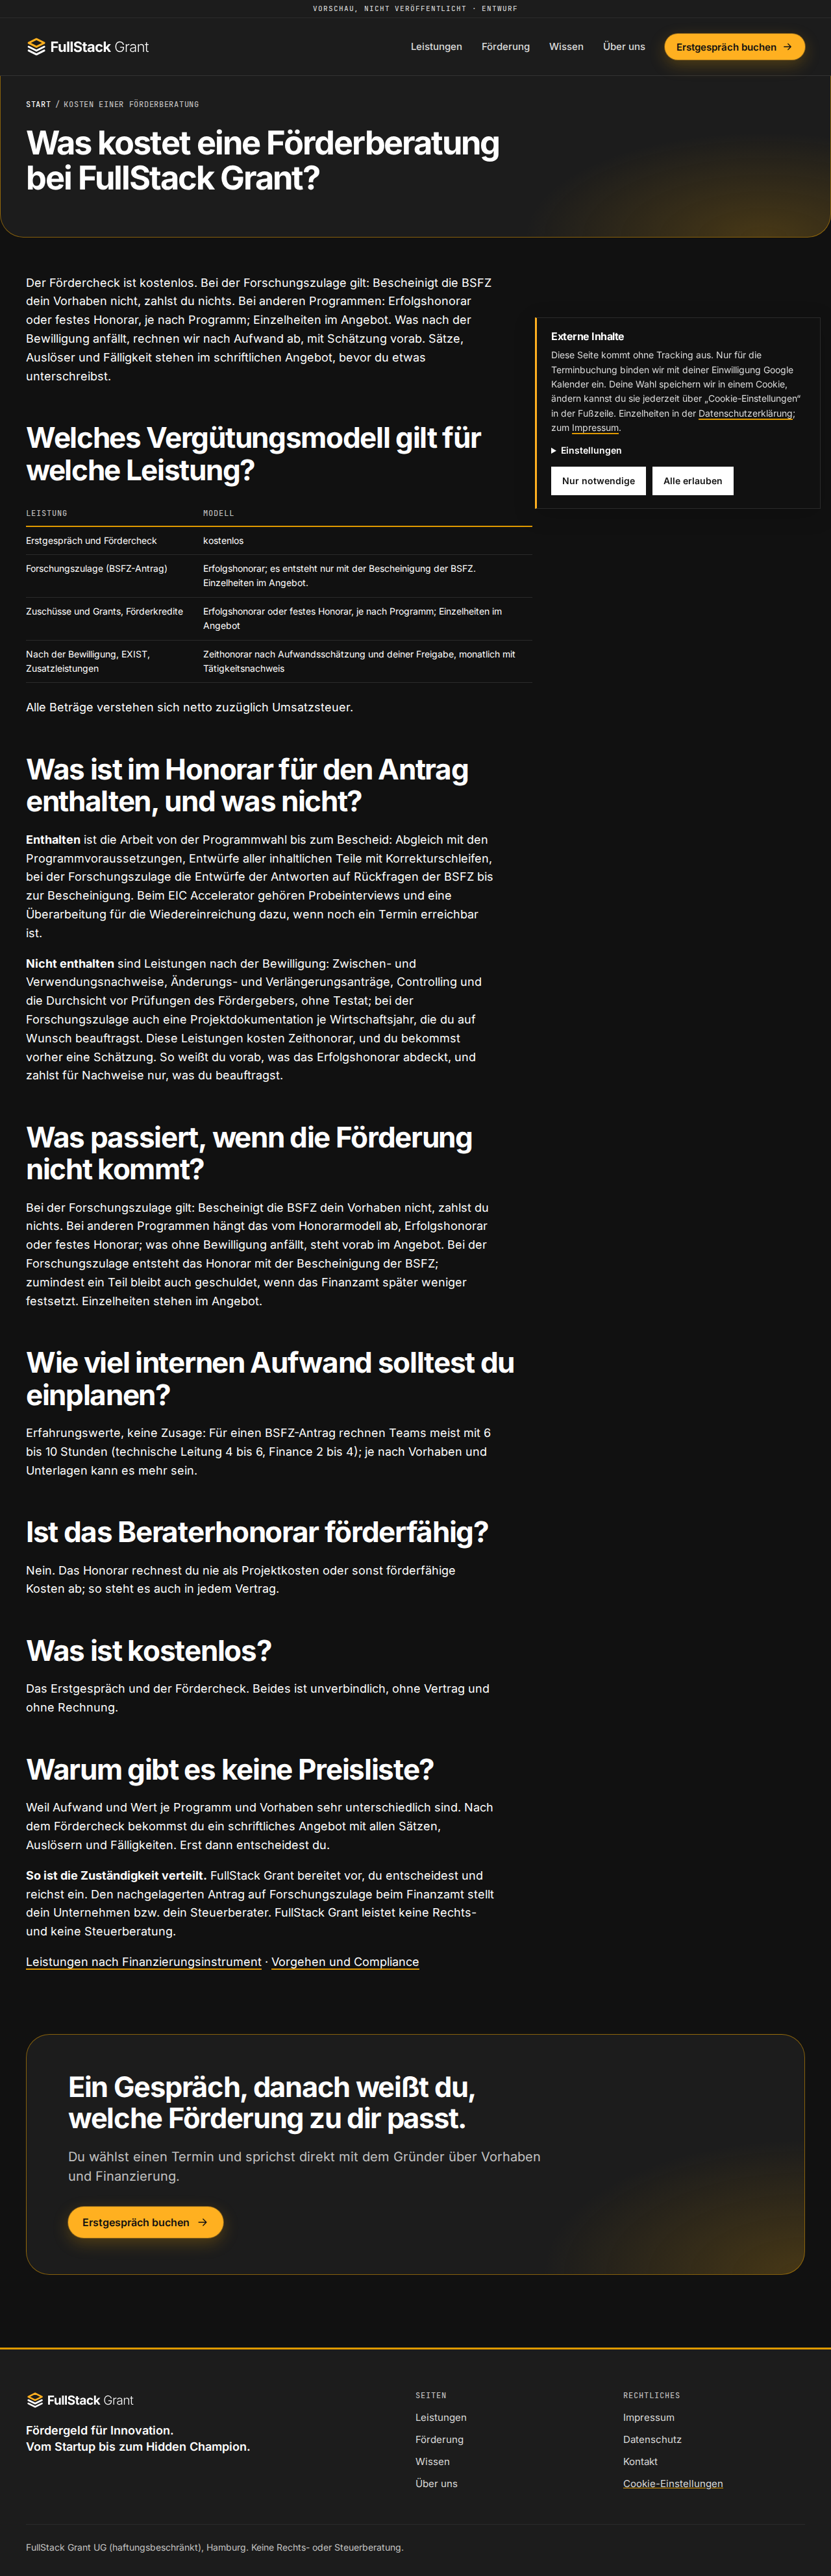 VORSCHAU, NICHT VERÖFFENTLICHT · ENTWURF
FullStack Grant
Leistungen
Förderung
Wissen
Über uns
Erstgespräch buchen →
START / KOSTEN EINER FÖRDERBERATUNG
Was kostet eine Förderberatung
bei FullStack Grant?
Der Fördercheck ist kostenlos. Bei der Forschungszulage gilt: Bescheinigt die BSFZ
dein Vorhaben nicht, zahlst du nichts. Bei anderen Programmen: Erfolgshonorar
oder festes Honorar, je nach Programm; Einzelheiten im Angebot. Was nach der
Bewilligung anfällt, rechnen wir nach Aufwand ab, mit Schätzung vorab. Sätze,
Auslöser und Fälligkeit stehen im schriftlichen Angebot, bevor du etwas
unterschreibst.
Externe Inhalte
Diese Seite kommt ohne Tracking aus. Nur für die
Terminbuchung binden wir mit deiner Einwilligung Google
Kalender ein. Deine Wahl speichern wir in einem Cookie,
ändern kannst du sie jederzeit über „Cookie-Einstellungen“
in der Fußzeile. Einzelheiten in der Datenschutzerklärung;
zum Impressum.
▶ Einstellungen
Nur notwendige
Alle erlauben
Welches Vergütungsmodell gilt für
welche Leistung?
LEISTUNG MODELL
Erstgespräch und Fördercheck kostenlos
Forschungszulage (BSFZ-Antrag) Erfolgshonorar; es entsteht nur mit der Bescheinigung der BSFZ.
Einzelheiten im Angebot.
Zuschüsse und Grants, Förderkredite Erfolgshonorar oder festes Honorar, je nach Programm; Einzelheiten im
Angebot
Nach der Bewilligung, EXIST, Zeithonorar nach Aufwandsschätzung und deiner Freigabe, monatlich mit
Zusatzleistungen Tätigkeitsnachweis
Alle Beträge verstehen sich netto zuzüglich Umsatzsteuer.
Was ist im Honorar für den Antrag
enthalten, und was nicht?
Enthalten ist die Arbeit von der Programmwahl bis zum Bescheid: Abgleich mit den
Programmvoraussetzungen, Entwürfe aller inhaltlichen Teile mit Korrekturschleifen,
bei der Forschungszulage die Entwürfe der Antworten auf Rückfragen der BSFZ bis
zur Bescheinigung. Beim EIC Accelerator gehören Probeinterviews und eine
Überarbeitung für die Wiedereinreichung dazu, wenn noch ein Termin erreichbar
ist.
Nicht enthalten sind Leistungen nach der Bewilligung: Zwischen- und
Verwendungsnachweise, Änderungs- und Verlängerungsanträge, Controlling und
die Durchsicht vor Prüfungen des Fördergebers, ohne Testat; bei der
Forschungszulage auch eine Projektdokumentation je Wirtschaftsjahr, die du auf
Wunsch beauftragst. Diese Leistungen kosten Zeithonorar, und du bekommst
vorher eine Schätzung. So weißt du vorab, was das Erfolgshonorar abdeckt, und
zahlst für Nachweise nur, was du beauftragst.
Was passiert, wenn die Förderung
nicht kommt?
Bei der Forschungszulage gilt: Bescheinigt die BSFZ dein Vorhaben nicht, zahlst du
nichts. Bei anderen Programmen hängt das vom Honorarmodell ab, Erfolgshonorar
oder festes Honorar; was ohne Bewilligung anfällt, steht vorab im Angebot. Bei der
Forschungszulage entsteht das Honorar mit der Bescheinigung der BSFZ;
zumindest ein Teil bleibt auch geschuldet, wenn das Finanzamt später weniger
festsetzt. Einzelheiten stehen im Angebot.
Wie viel internen Aufwand solltest du
einplanen?
Erfahrungswerte, keine Zusage: Für einen BSFZ-Antrag rechnen Teams meist mit 6
bis 10 Stunden (technische Leitung 4 bis 6, Finance 2 bis 4); je nach Vorhaben und
Unterlagen kann es mehr sein.
Ist das Beraterhonorar förderfähig?
Nein. Das Honorar rechnest du nie als Projektkosten oder sonst förderfähige
Kosten ab; so steht es auch in jedem Vertrag.
Was ist kostenlos?
Das Erstgespräch und der Fördercheck. Beides ist unverbindlich, ohne Vertrag und
ohne Rechnung.
Warum gibt es keine Preisliste?
Weil Aufwand und Wert je Programm und Vorhaben sehr unterschiedlich sind. Nach
dem Fördercheck bekommst du ein schriftliches Angebot mit allen Sätzen,
Auslösern und Fälligkeiten. Erst dann entscheidest du.
So ist die Zuständigkeit verteilt. FullStack Grant bereitet vor, du entscheidest und
reichst ein. Den nachgelagerten Antrag auf Forschungszulage beim Finanzamt stellt
dein Unternehmen bzw. dein Steuerberater. FullStack Grant leistet keine Rechts-
und keine Steuerberatung.
Leistungen nach Finanzierungsinstrument · Vorgehen und Compliance
Ein Gespräch, danach weißt du,
welche Förderung zu dir passt.
Du wählst einen Termin und sprichst direkt mit dem Gründer über Vorhaben
und Finanzierung.
Erstgespräch buchen →
FullStack Grant
Fördergeld für Innovation.
Vom Startup bis zum Hidden Champion.
SEITEN
Leistungen
Förderung
Wissen
Über uns
RECHTLICHES
Impressum
Datenschutz
Kontakt
Cookie-Einstellungen
FullStack Grant UG (haftungsbeschränkt), Hamburg. Keine Rechts- oder Steuerberatung.